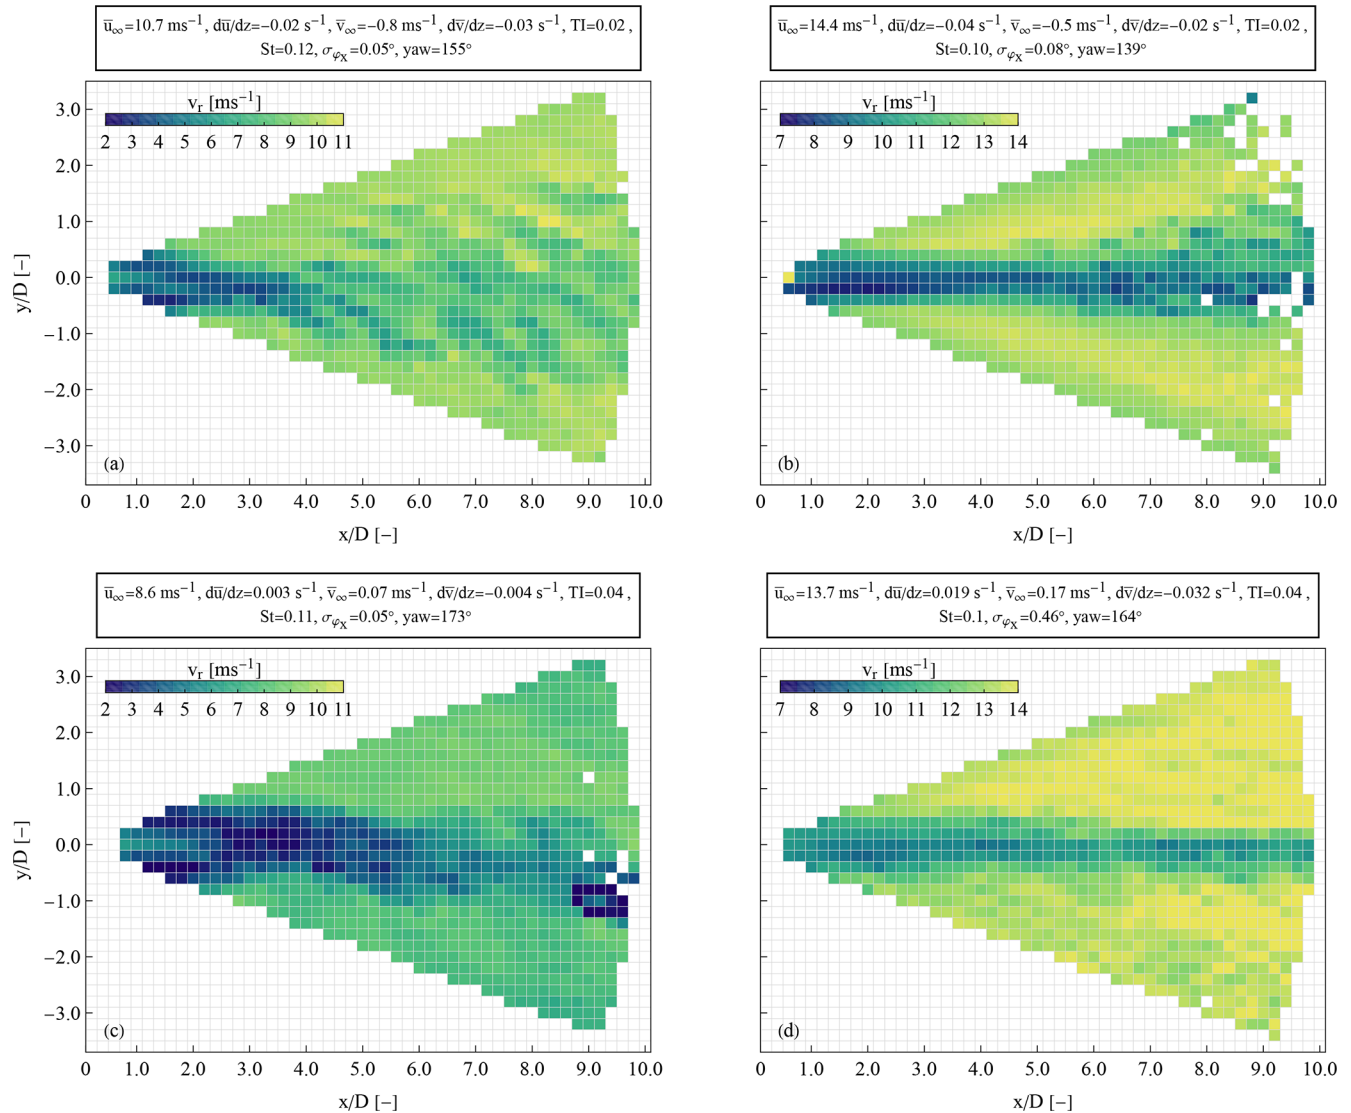 u̅∞=10.7 ms⁻¹, du̅/dz=−0.02 s⁻¹, v̅∞=−0.8 ms⁻¹, dv̅/dz=−0.03 s⁻¹, TI=0.02 ,
St=0.12, σφₓ=0.05°, yaw=155°
vᵣ [ms⁻¹]
2 3 4 5 6 7 8 9 10 11
3.0
2.0
1.0
0.0
−1.0
−2.0
−3.0
y/D [−]
(a)
0 1.0 2.0 3.0 4.0 5.0 6.0 7.0 8.0 9.0 10.0
x/D [−]
u̅∞=14.4 ms⁻¹, du̅/dz=−0.04 s⁻¹, v̅∞=−0.5 ms⁻¹, dv̅/dz=−0.02 s⁻¹, TI=0.02 ,
St=0.10, σφₓ=0.08°, yaw=139°
vᵣ [ms⁻¹]
7 8 9 10 11 12 13 14
(b)
0 1.0 2.0 3.0 4.0 5.0 6.0 7.0 8.0 9.0 10.0
x/D [−]
u̅∞=8.6 ms⁻¹, du̅/dz=0.003 s⁻¹, v̅∞=0.07 ms⁻¹, dv̅/dz=−0.004 s⁻¹, TI=0.04 ,
St=0.11, σφₓ=0.05°, yaw=173°
vᵣ [ms⁻¹]
2 3 4 5 6 7 8 9 10 11
3.0
2.0
1.0
0.0
−1.0
−2.0
−3.0
y/D [−]
(c)
0 1.0 2.0 3.0 4.0 5.0 6.0 7.0 8.0 9.0 10.0
x/D [−]
u̅∞=13.7 ms⁻¹, du̅/dz=0.019 s⁻¹, v̅∞=0.17 ms⁻¹, dv̅/dz=−0.032 s⁻¹, TI=0.04 ,
St=0.1, σφₓ=0.46°, yaw=164°
vᵣ [ms⁻¹]
7 8 9 10 11 12 13 14
(d)
0 1.0 2.0 3.0 4.0 5.0 6.0 7.0 8.0 9.0 10.0
x/D [−]